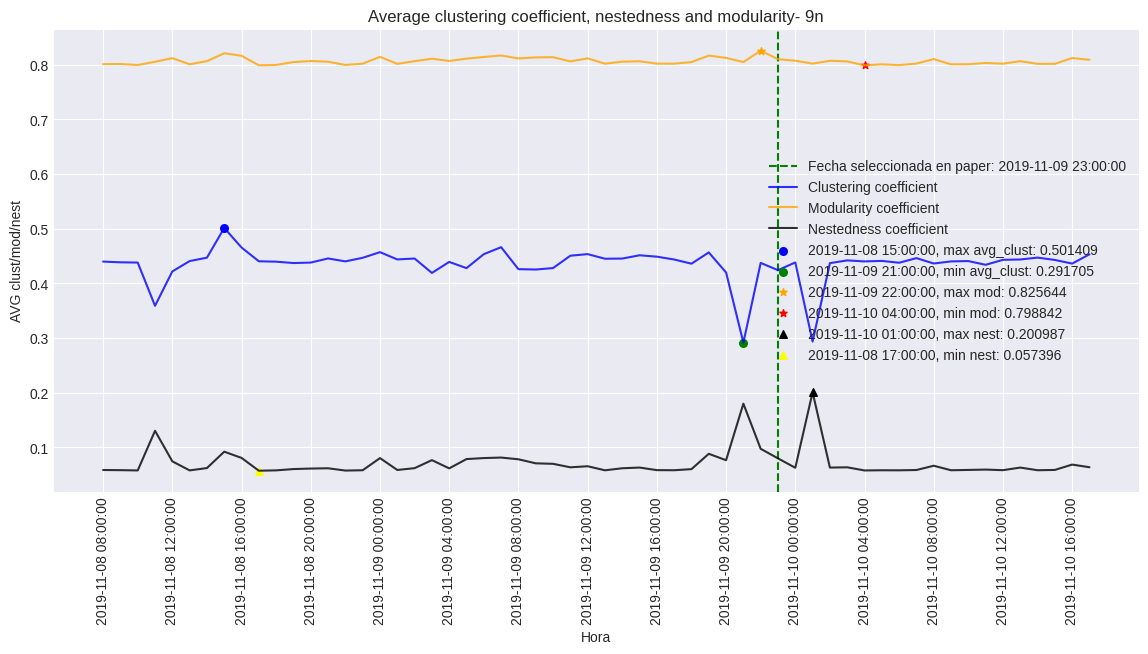 Average clustering coefficient, nestedness and modularity- 9n
AVG clust/mod/nest
0.8
0.7
0.6
0.5
0.4
0.3
0.2
0.1
Fecha seleccionada en paper: 2019-11-09 23:00:00
Clustering coefficient
Modularity coefficient
Nestedness coefficient
2019-11-08 15:00:00, max avg_clust: 0.501409
2019-11-09 21:00:00, min avg_clust: 0.291705
2019-11-09 22:00:00, max mod: 0.825644
2019-11-10 04:00:00, min mod: 0.798842
2019-11-10 01:00:00, max nest: 0.200987
2019-11-08 17:00:00, min nest: 0.057396
2019-11-08 08:00:00
2019-11-08 12:00:00
2019-11-08 16:00:00
2019-11-08 20:00:00
2019-11-09 00:00:00
2019-11-09 04:00:00
2019-11-09 08:00:00
2019-11-09 12:00:00
2019-11-09 16:00:00
2019-11-09 20:00:00
2019-11-10 00:00:00
2019-11-10 04:00:00
2019-11-10 08:00:00
2019-11-10 12:00:00
2019-11-10 16:00:00
Hora